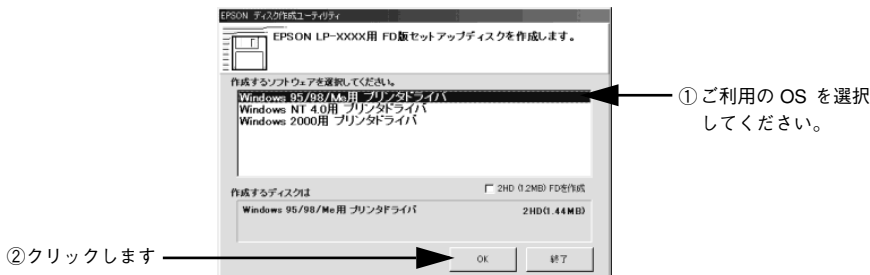 EPSON ディスク作成ユーティリティ
EPSON LP-XXXX用 FD版セットアップディスクを作成します。
作成するソフトウェアを選択してください。
Windows 95/98/Me用 プリンタドライバ
Windows NT 4.0用 プリンタドライバ
Windows 2000用 プリンタドライバ
①ご利用の OS を選択
してください。
2HD (1.2MB) FDを作成
作成するディスクは
Windows 95/98/Me用 プリンタドライバ 2HD(1.44MB)
②クリックします
OK 終了